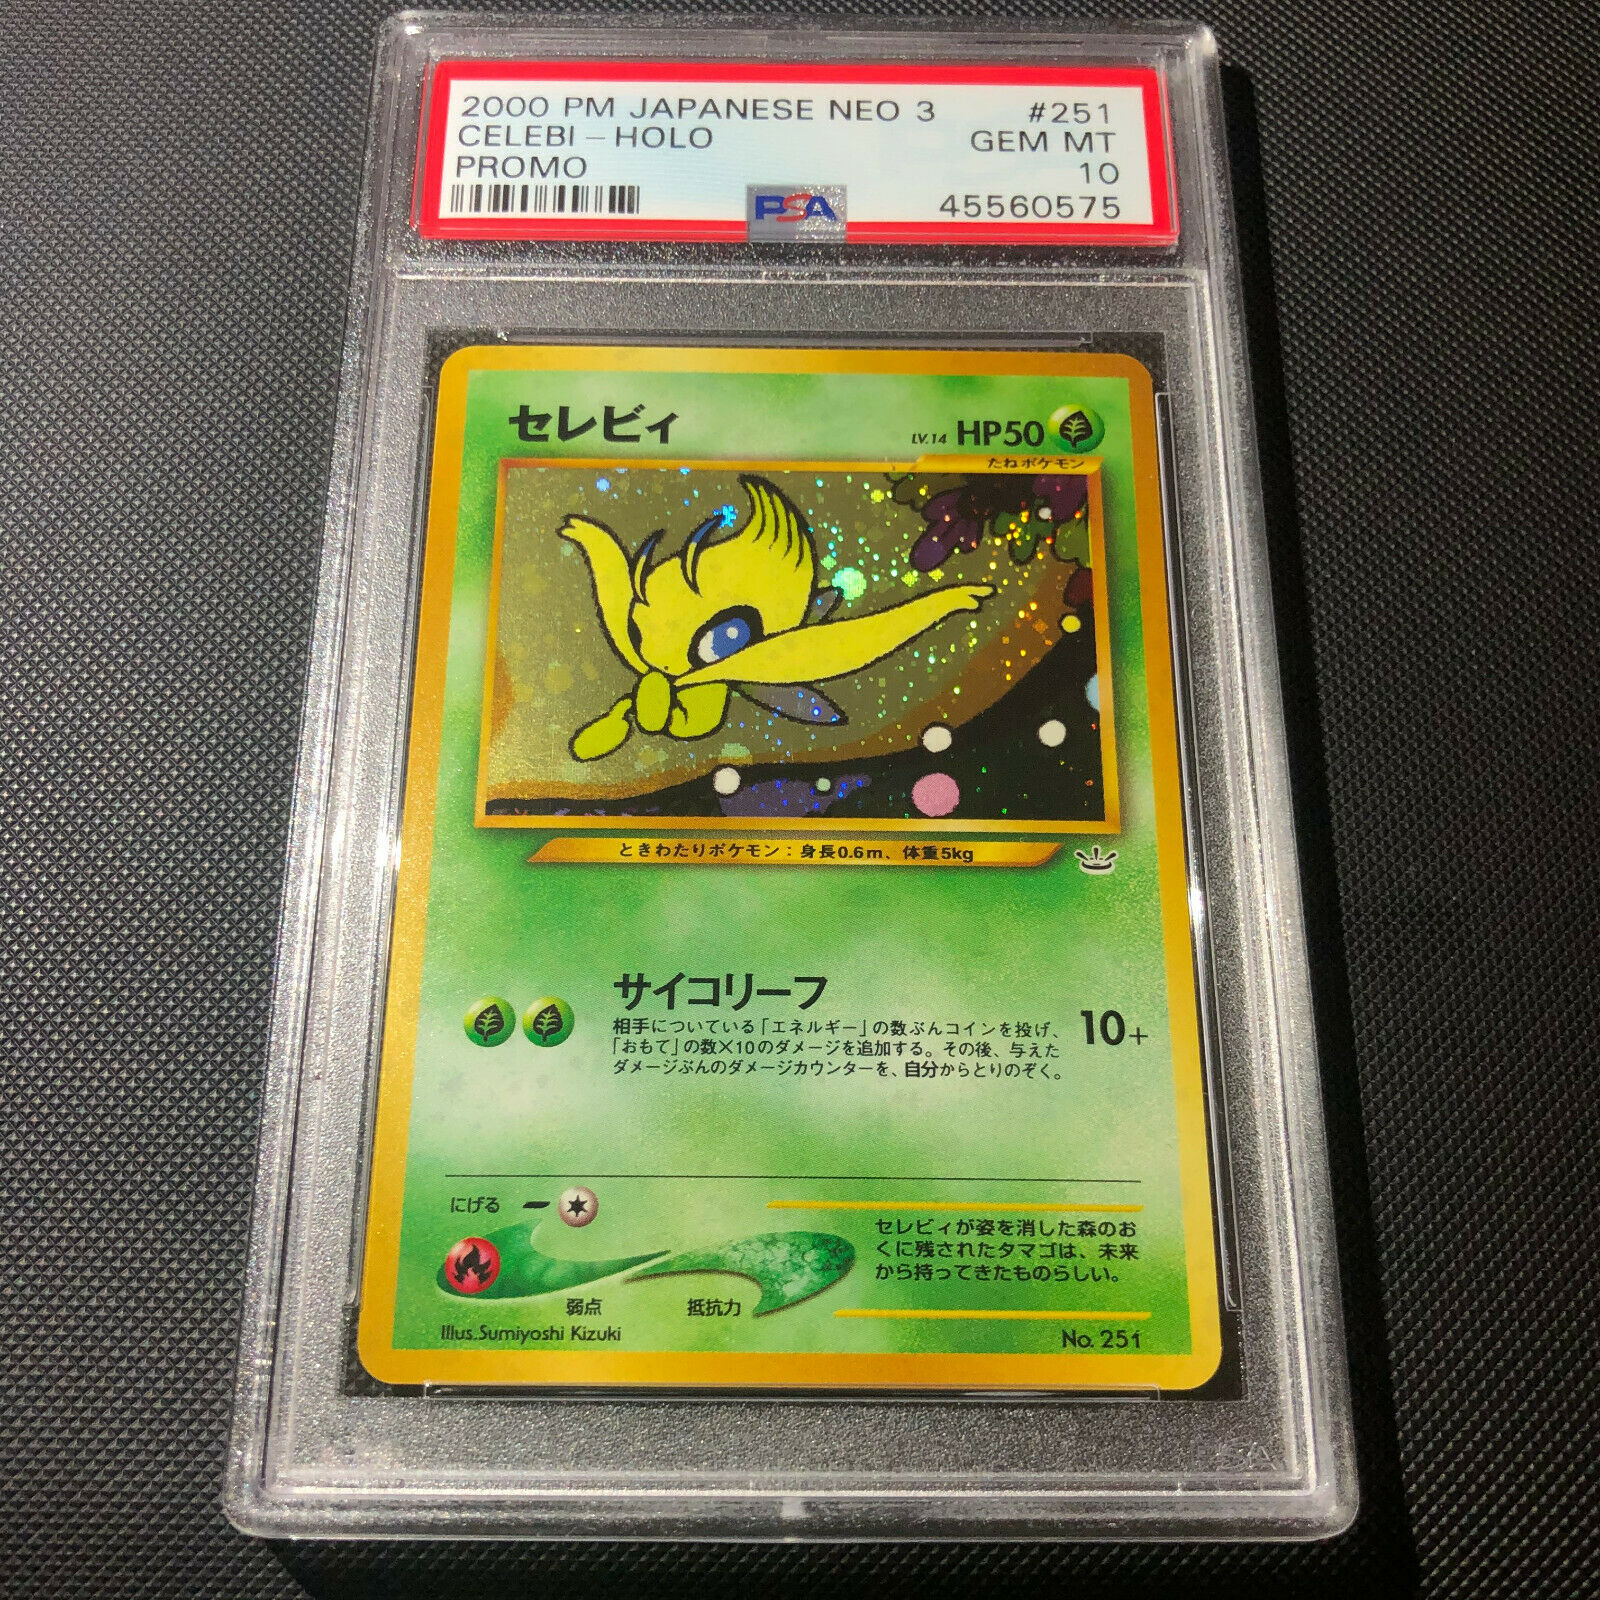 2000 PM JAPANESE NEO 3 #251
CELEBI-HOLO GEM MT
PROMO 10
PSA 45560575
セレビィ LV.14 HP50
たねポケモン
ときわたりポケモン：身長0.6m、体重5kg
サイコリーフ 10+
相手についている「エネルギー」の数ぶんコインを投げ、
「おもて」の数×10のダメージを追加する。その後、与えた
ダメージぶんのダメージカウンターを、自分からとりのぞく。
にげる
セレビィが姿を消した森のお
くに残されたタマゴは、未来
から持ってきたものらしい。
弱点 抵抗力
Illus. Sumiyoshi Kizuki No. 251
PSA